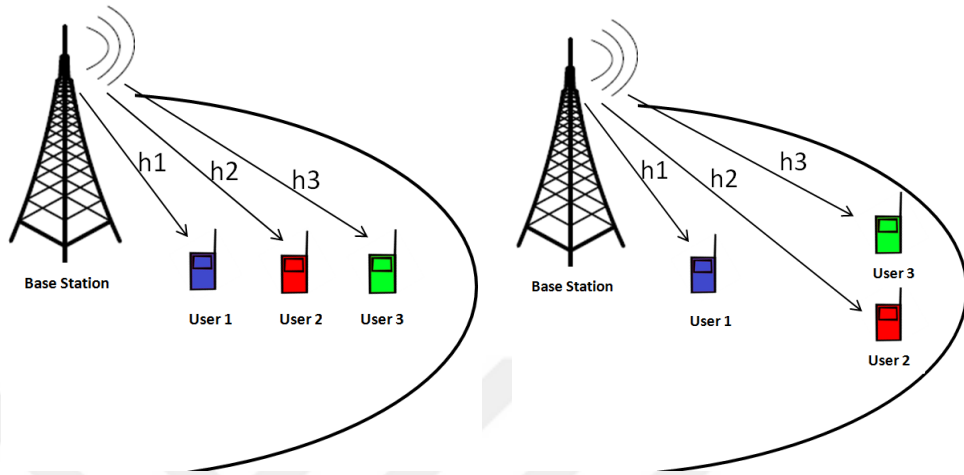 h1
h2
h3
Base Station
User 1
User 2
User 3
h1
h2
h3
Base Station
User 1
User 3
User 2